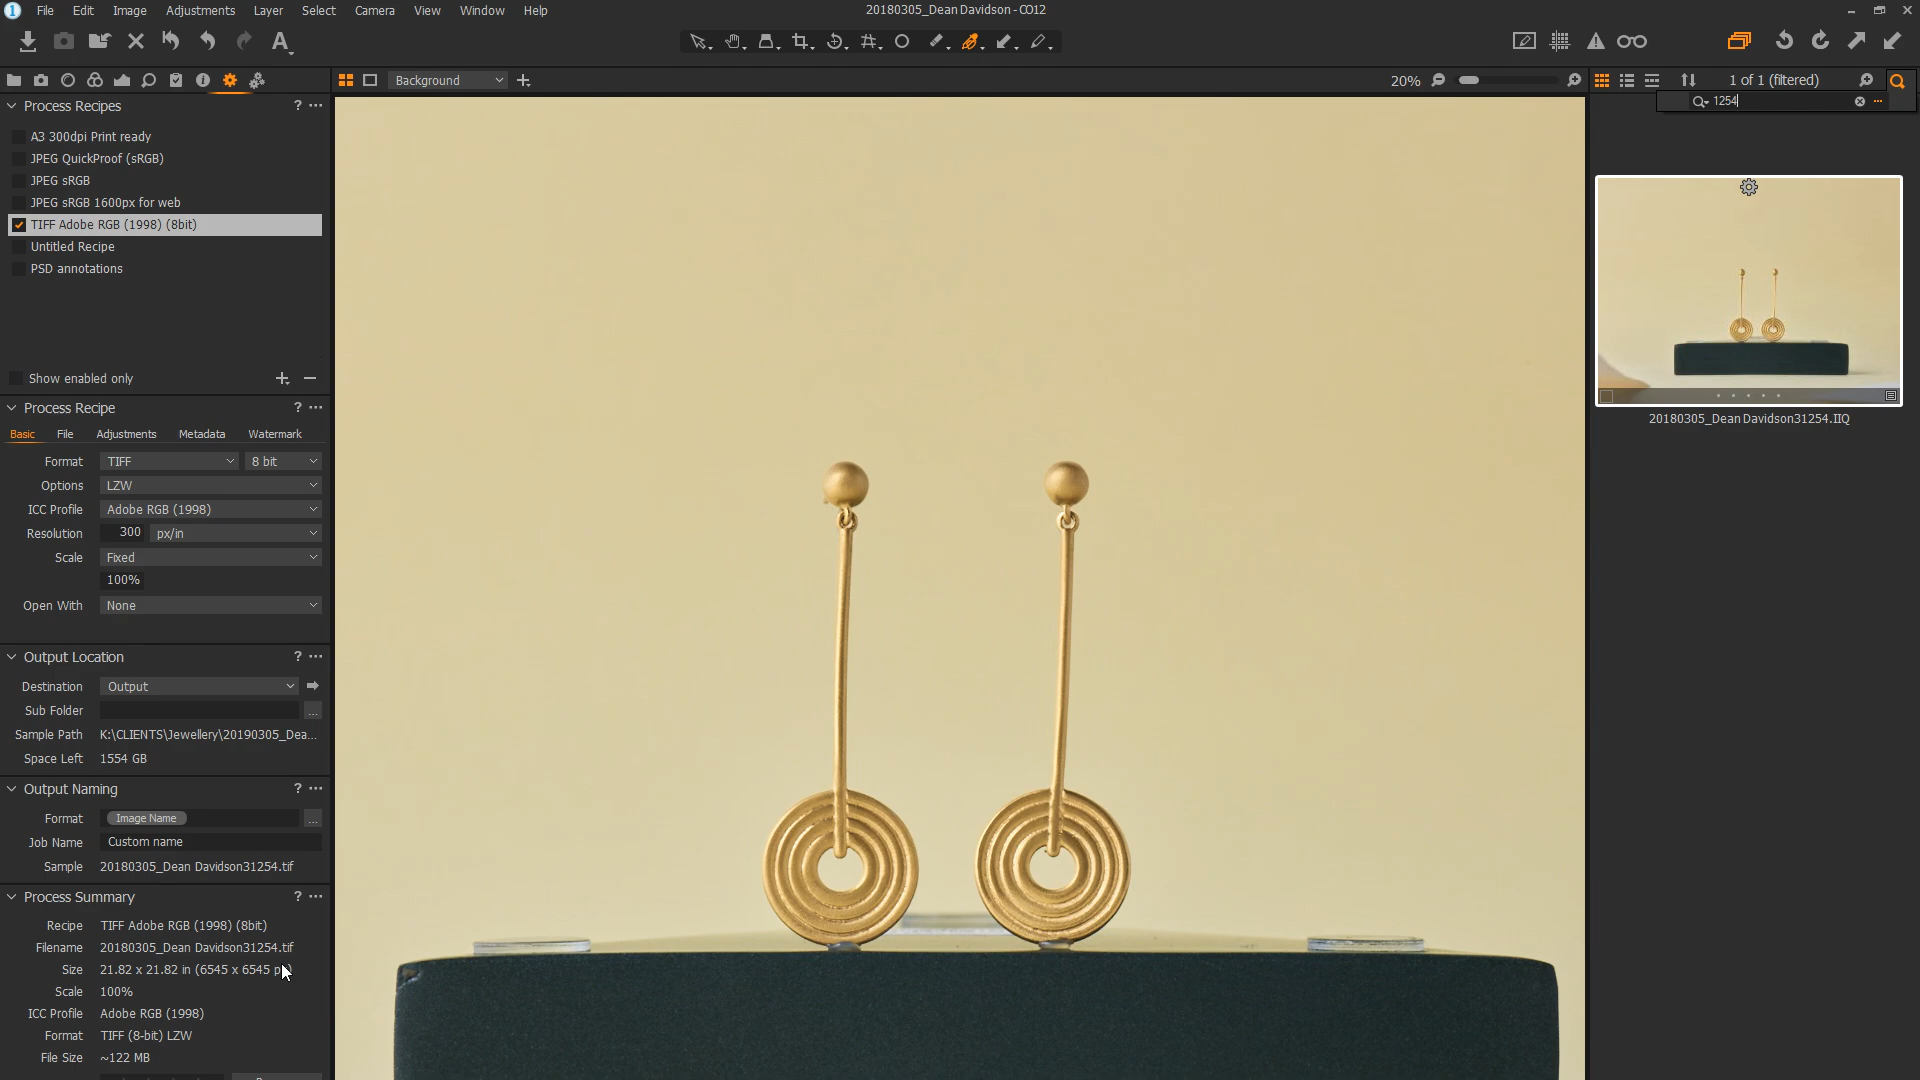 File Edit Image Adjustments Layer Select Camera View Window Help
20180305_Dean Davidson - CO12
Background
20%
1 of 1 (filtered)
1254
Process Recipes ? ...
A3 300dpi Print ready
JPEG QuickProof (sRGB)
JPEG sRGB
JPEG sRGB 1600px for web
TIFF Adobe RGB (1998) (8bit)
Untitled Recipe
PSD annotations
Show enabled only
Process Recipe ? ...
Basic File Adjustments Metadata Watermark
Format TIFF 8 bit
Options LZW
ICC Profile Adobe RGB (1998)
Resolution 300 px/in
Scale Fixed
100%
Open With None
Output Location ? ...
Destination Output
Sub Folder ...
Sample Path K:\CLIENTS\Jewellery\20190305_Dea...
Space Left 1554 GB
Output Naming ? ...
Format Image Name ...
Job Name Custom name
Sample 20180305_Dean Davidson31254.tif
Process Summary ? ...
Recipe TIFF Adobe RGB (1998) (8bit)
Filename 20180305_Dean Davidson31254.tif
Size 21.82 x 21.82 in (6545 x 6545
Scale 100%
ICC Profile Adobe RGB (1998)
Format TIFF (8-bit) LZW
File Size ~122 MB
20180305_Dean Davidson31254.IIQ